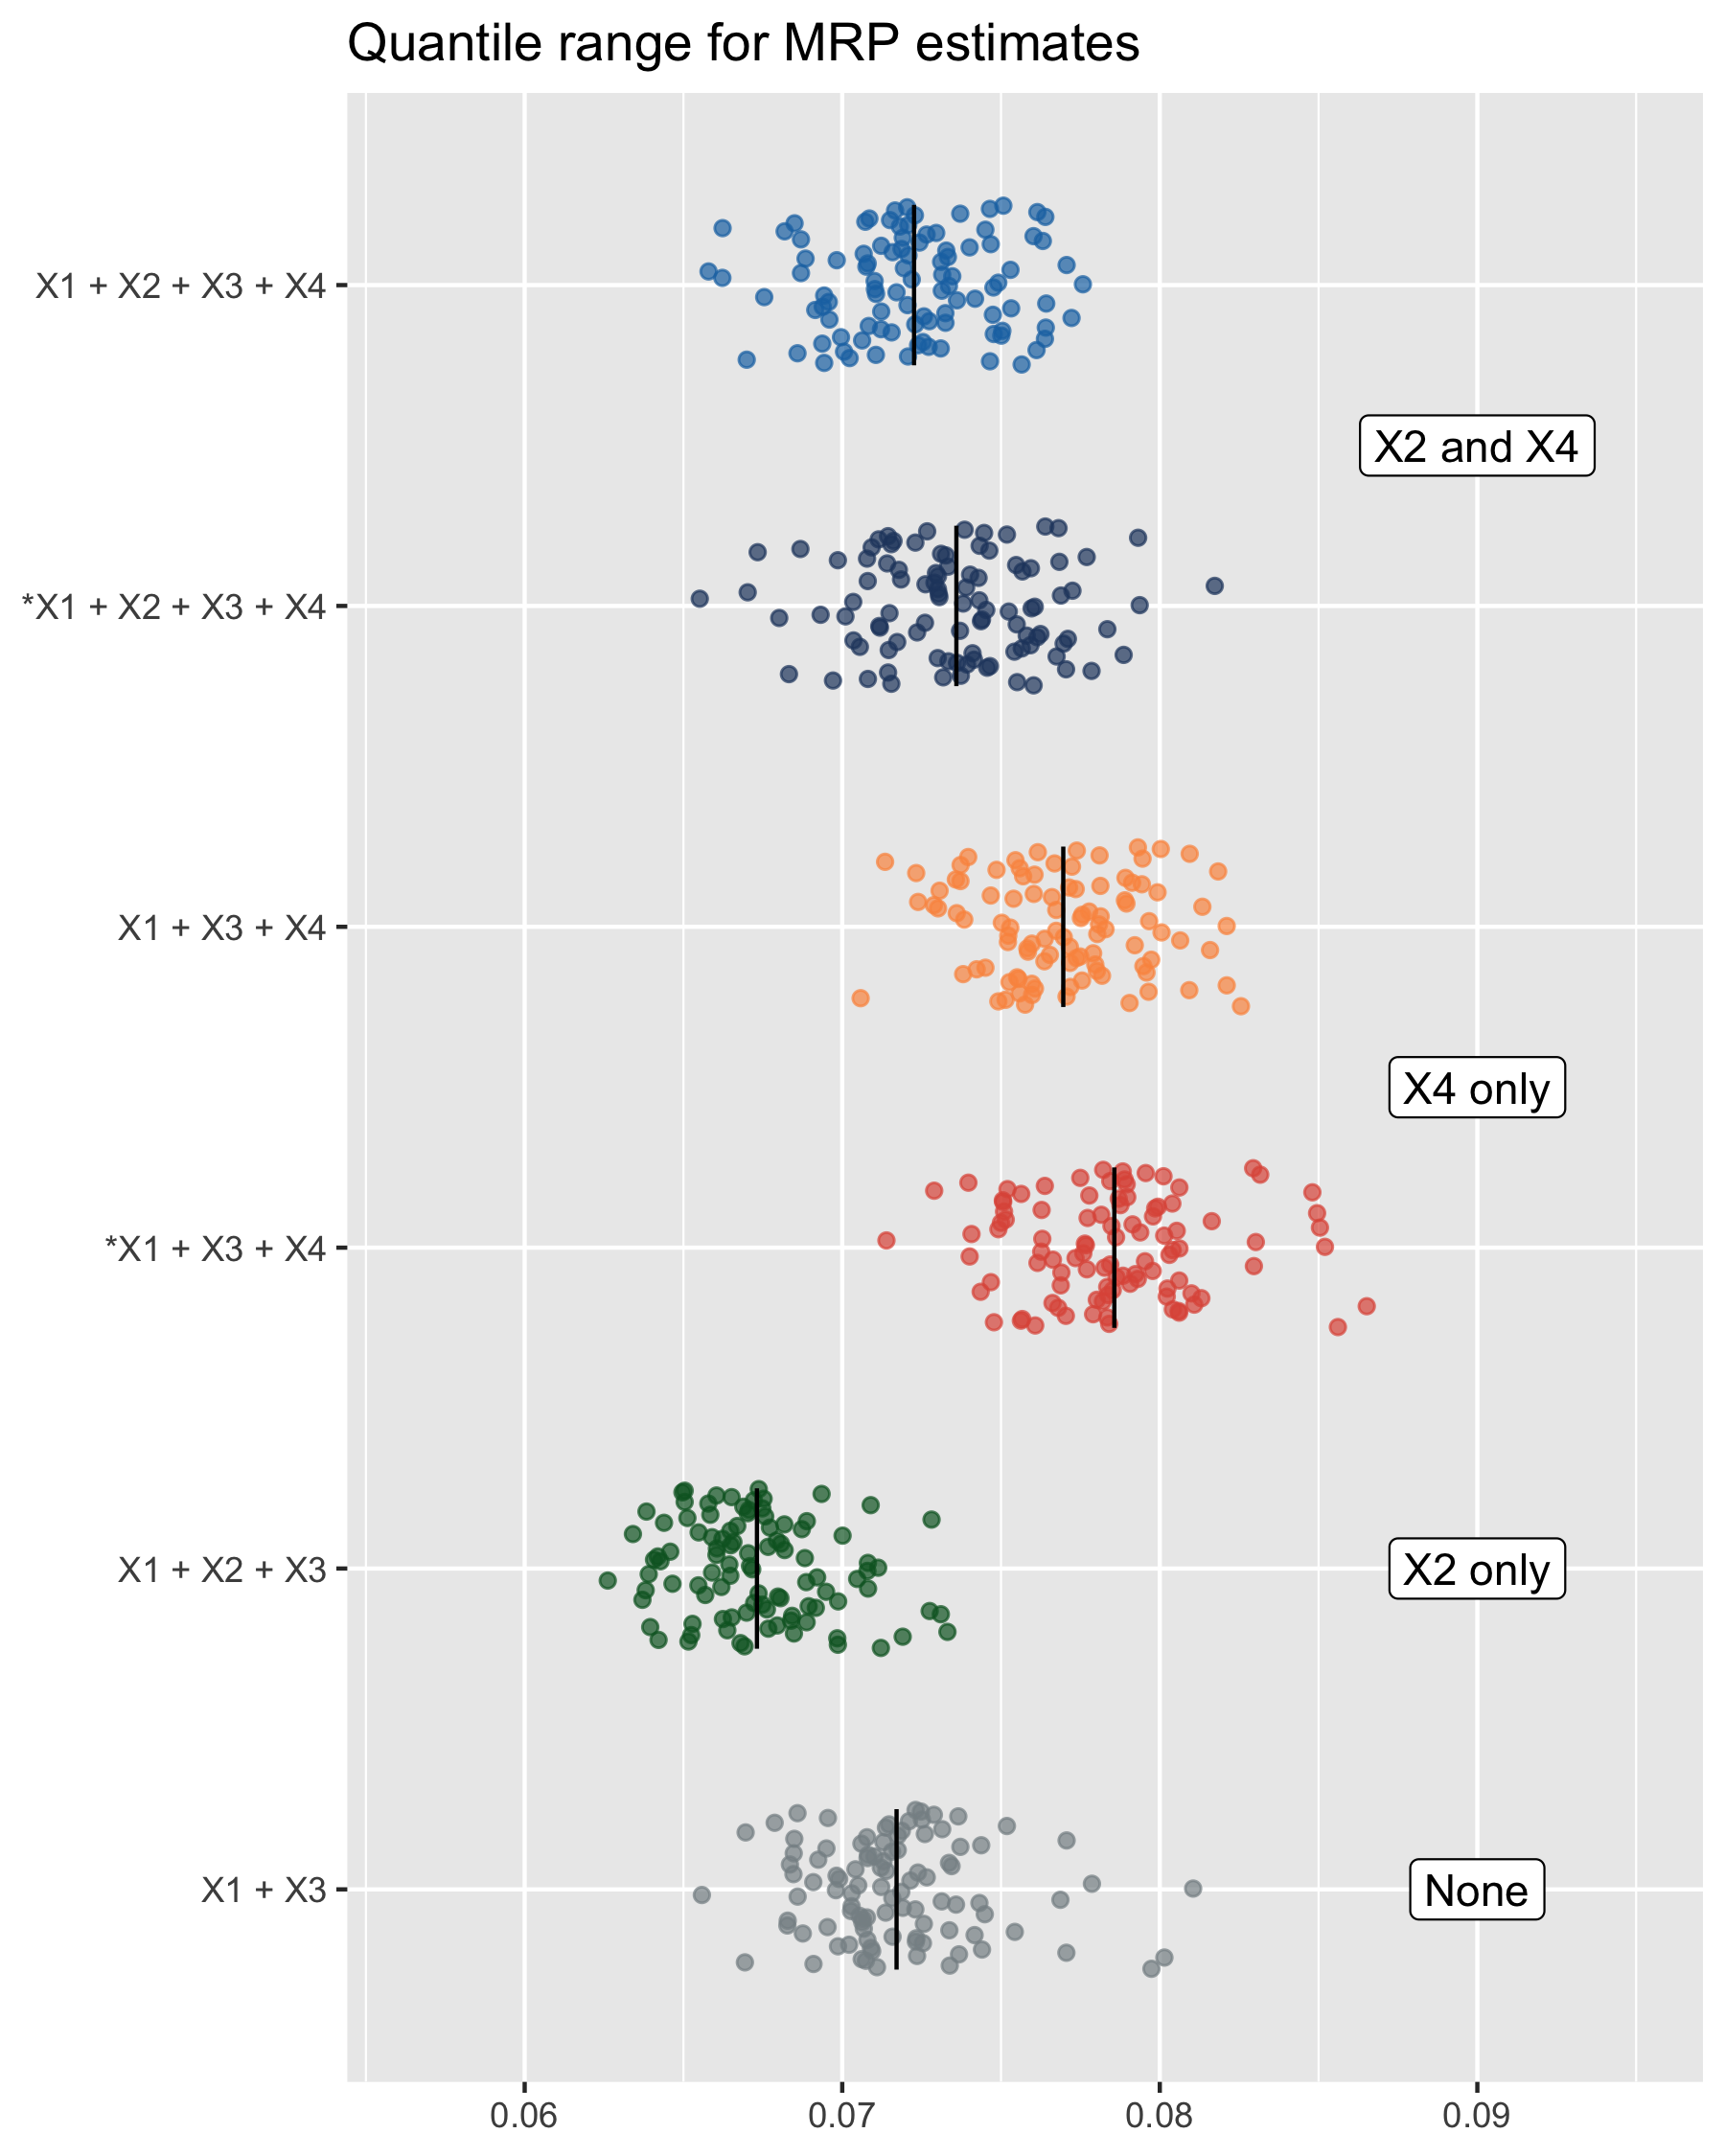 Quantile range for MRP estimates
X1 + X2 + X3 + X4
X2 and X4
*X1 + X2 + X3 + X4
X1 + X3 + X4
X4 only
*X1 + X3 + X4
X1 + X2 + X3
X2 only
X1 + X3
None
0.06
0.07
0.08
0.09